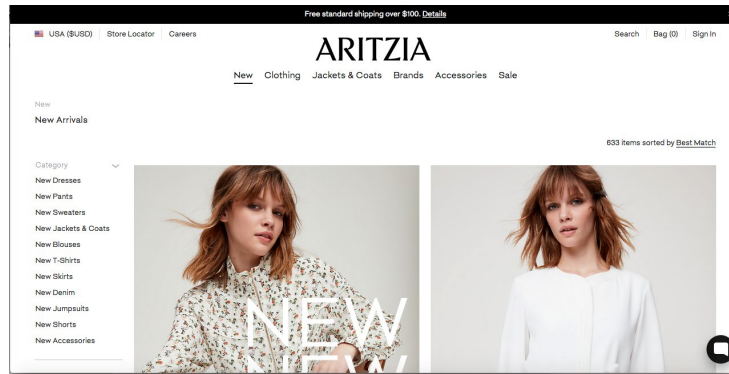 Free standard shipping over $100. Details
USA ($USD) Store Locator Careers
Search Bag (0) Sign In
ARITZIA
New Clothing Jackets & Coats Brands Accessories Sale
New
New Arrivals
633 items sorted by Best Match
Category
New Dresses
New Pants
New Sweaters
New Jackets & Coats
New Blouses
New T-Shirts
New Skirts
New Denim
New Jumpsuits
New Shorts
New Accessories
NEW
NEW